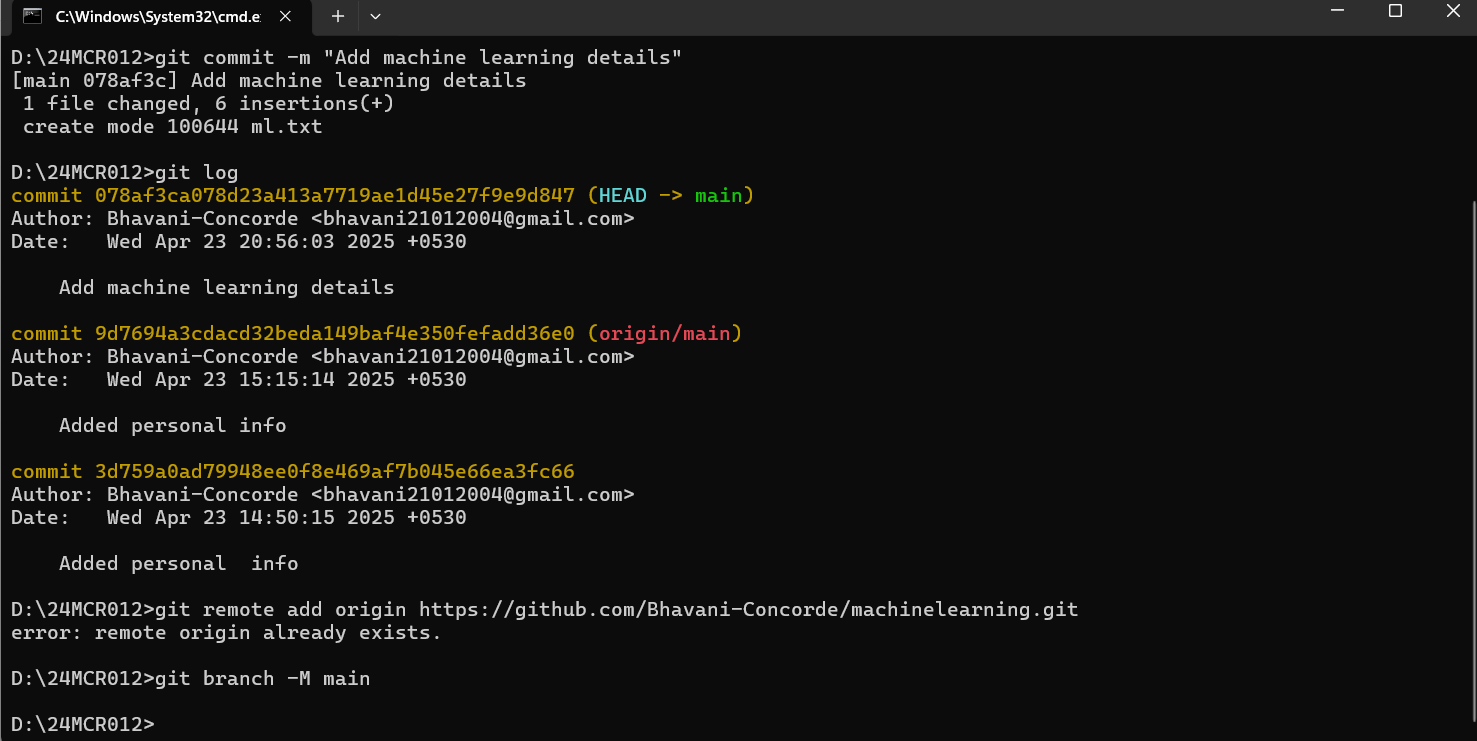 C:\Windows\System32\cmd.e
D:\24MCR012>git commit -m "Add machine learning details"
[main 078af3c] Add machine learning details
 1 file changed, 6 insertions(+)
 create mode 100644 ml.txt
D:\24MCR012>git log
commit 078af3ca078d23a413a7719ae1d45e27f9e9d847 (HEAD -> main)
Author: Bhavani-Concorde <bhavani21012004@gmail.com>
Date:   Wed Apr 23 20:56:03 2025 +0530
    Add machine learning details
commit 9d7694a3cdacd32beda149baf4e350fefadd36e0 (origin/main)
Author: Bhavani-Concorde <bhavani21012004@gmail.com>
Date:   Wed Apr 23 15:15:14 2025 +0530
    Added personal info
commit 3d759a0ad79948ee0f8e469af7b045e66ea3fc66
Author: Bhavani-Concorde <bhavani21012004@gmail.com>
Date:   Wed Apr 23 14:50:15 2025 +0530
    Added personal  info
D:\24MCR012>git remote add origin https://github.com/Bhavani-Concorde/machinelearning.git
error: remote origin already exists.
D:\24MCR012>git branch -M main
D:\24MCR012>